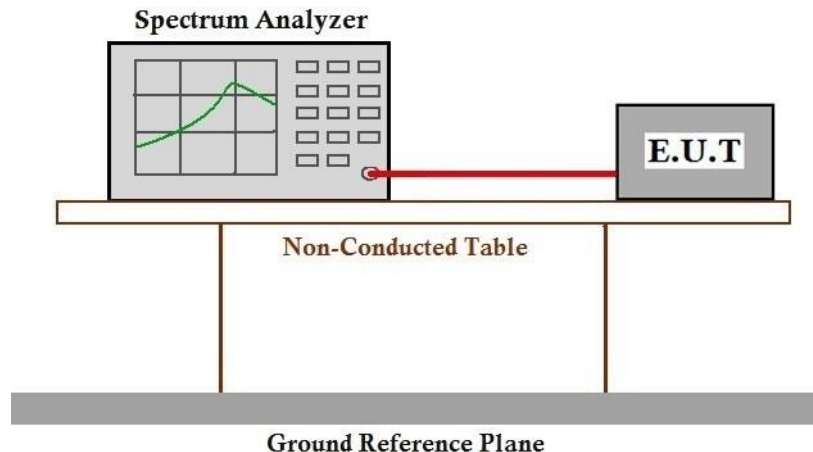 Spectrum Analyzer
E.U.T
Non-Conducted Table
Ground Reference Plane